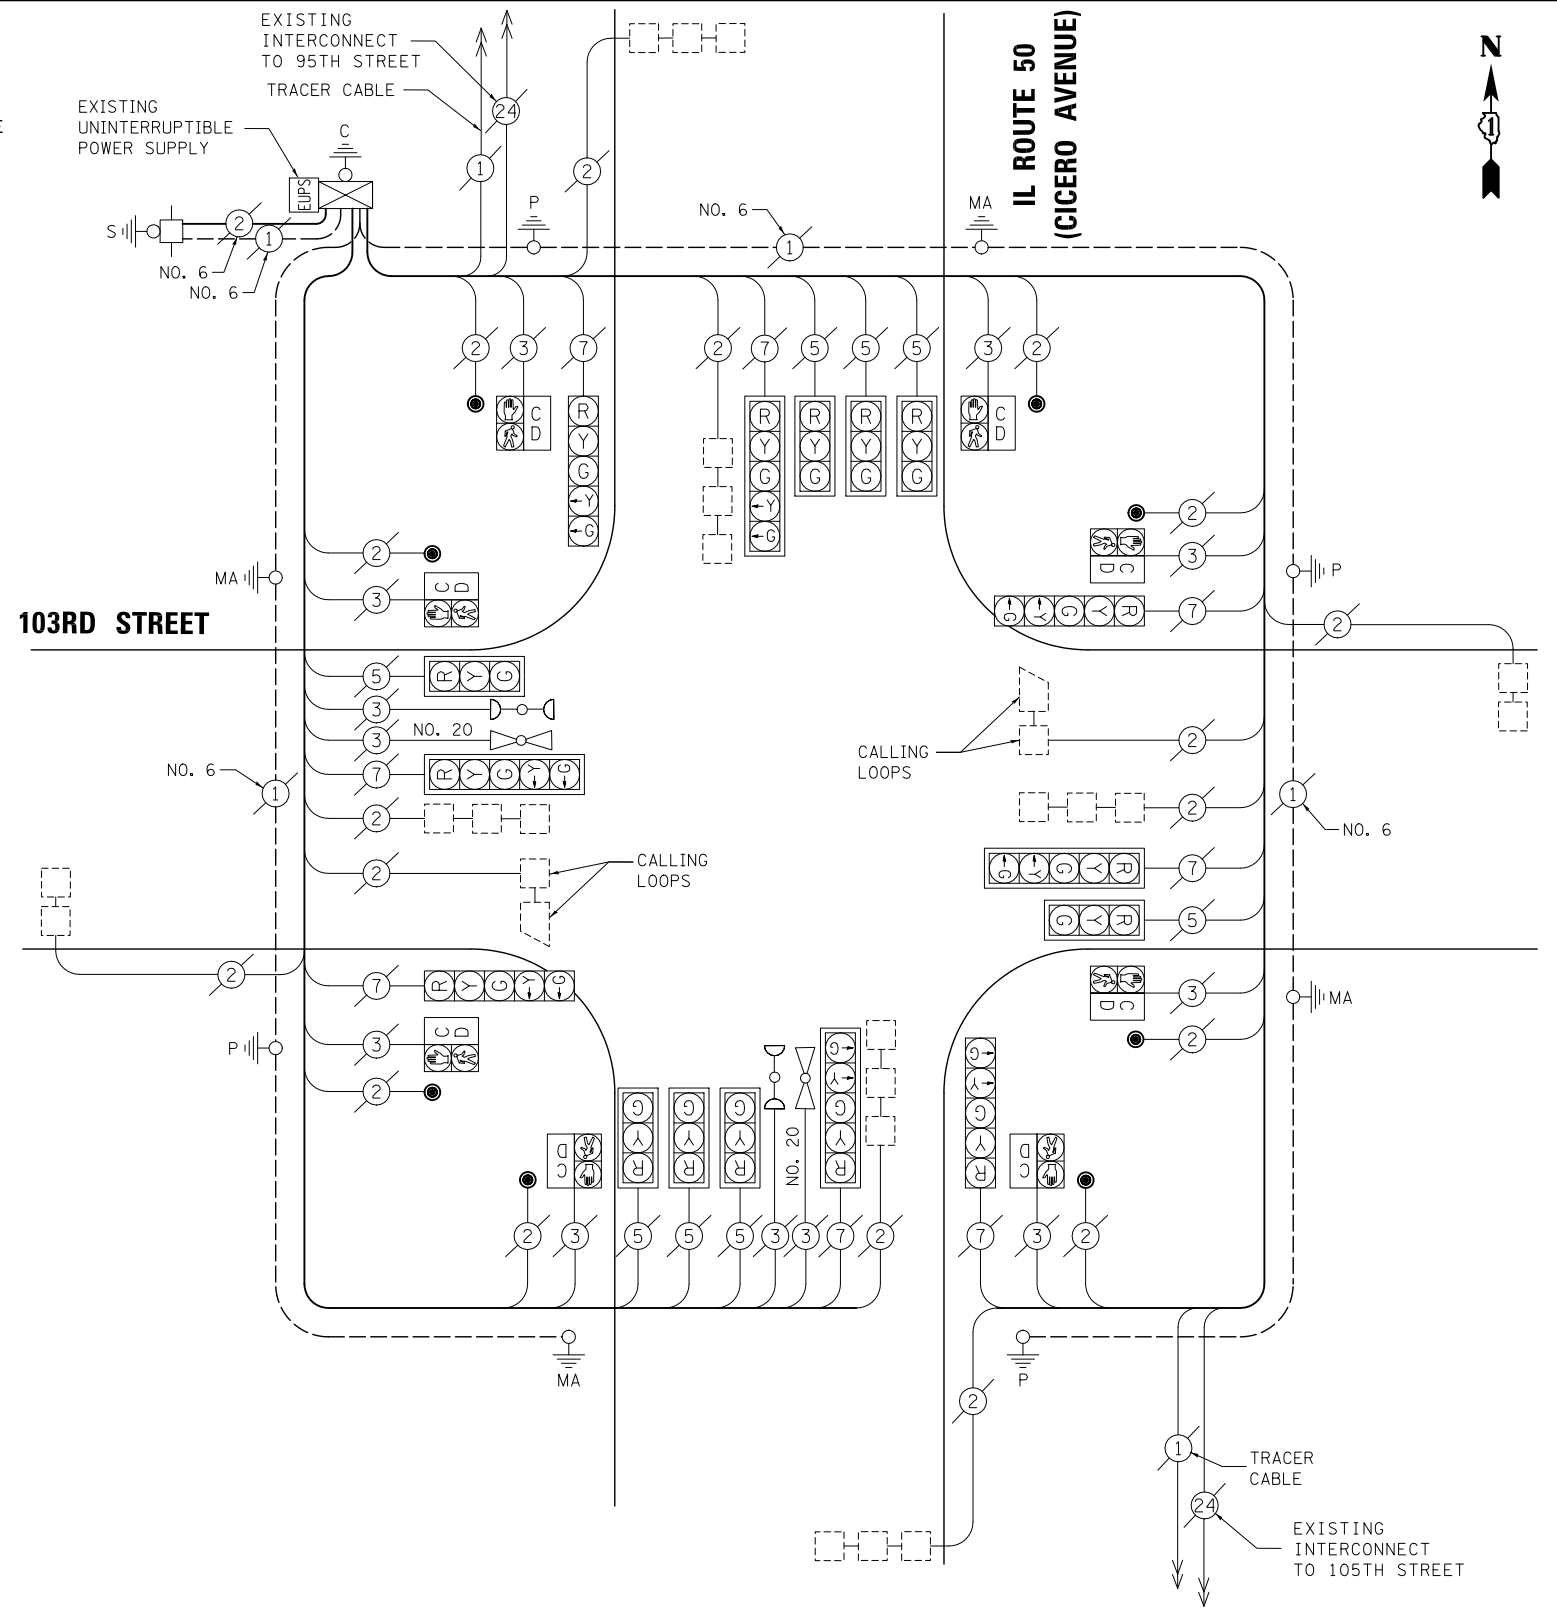 EXISTING
INTERCONNECT
TO 95TH STREET
TRACER CABLE
EXISTING
UNINTERRUPTIBLE
POWER SUPPLY
E
C
EUPS
S
2
1
NO. 6
NO. 6
24
1
2
P
NO. 6
1
MA
IL ROUTE 50
(CICERO AVENUE)
N
1
2 3 7 2 7 5 5 5 3 2
C
D
R
Y
G
Y
G
R
Y
G
Y
G
R
Y
G
R
Y
G
R
Y
G
C
D
2
3
C D
MA
103RD STREET
2
3
C D
7
G Y G Y R
P
2
5
R Y G
3
3
NO. 20
7
R Y G Y G
2
2
NO. 6
1
CALLING
LOOPS
CALLING
LOOPS
2
2
7
G Y G Y R
5
G Y R
1
NO. 6
2
7
R Y G Y G
3
C D
2
P
3
C D
2
MA
C
D
G
Y
R
G
Y
R
G
Y
R
NO. 20
G
Y
G
Y
R
G
Y
G
Y
R
C
D
2 3 5 5 5 3 3 7 2 7 3 2
MA
P
2
1
TRACER
CABLE
24
EXISTING
INTERCONNECT
TO 105TH STREET